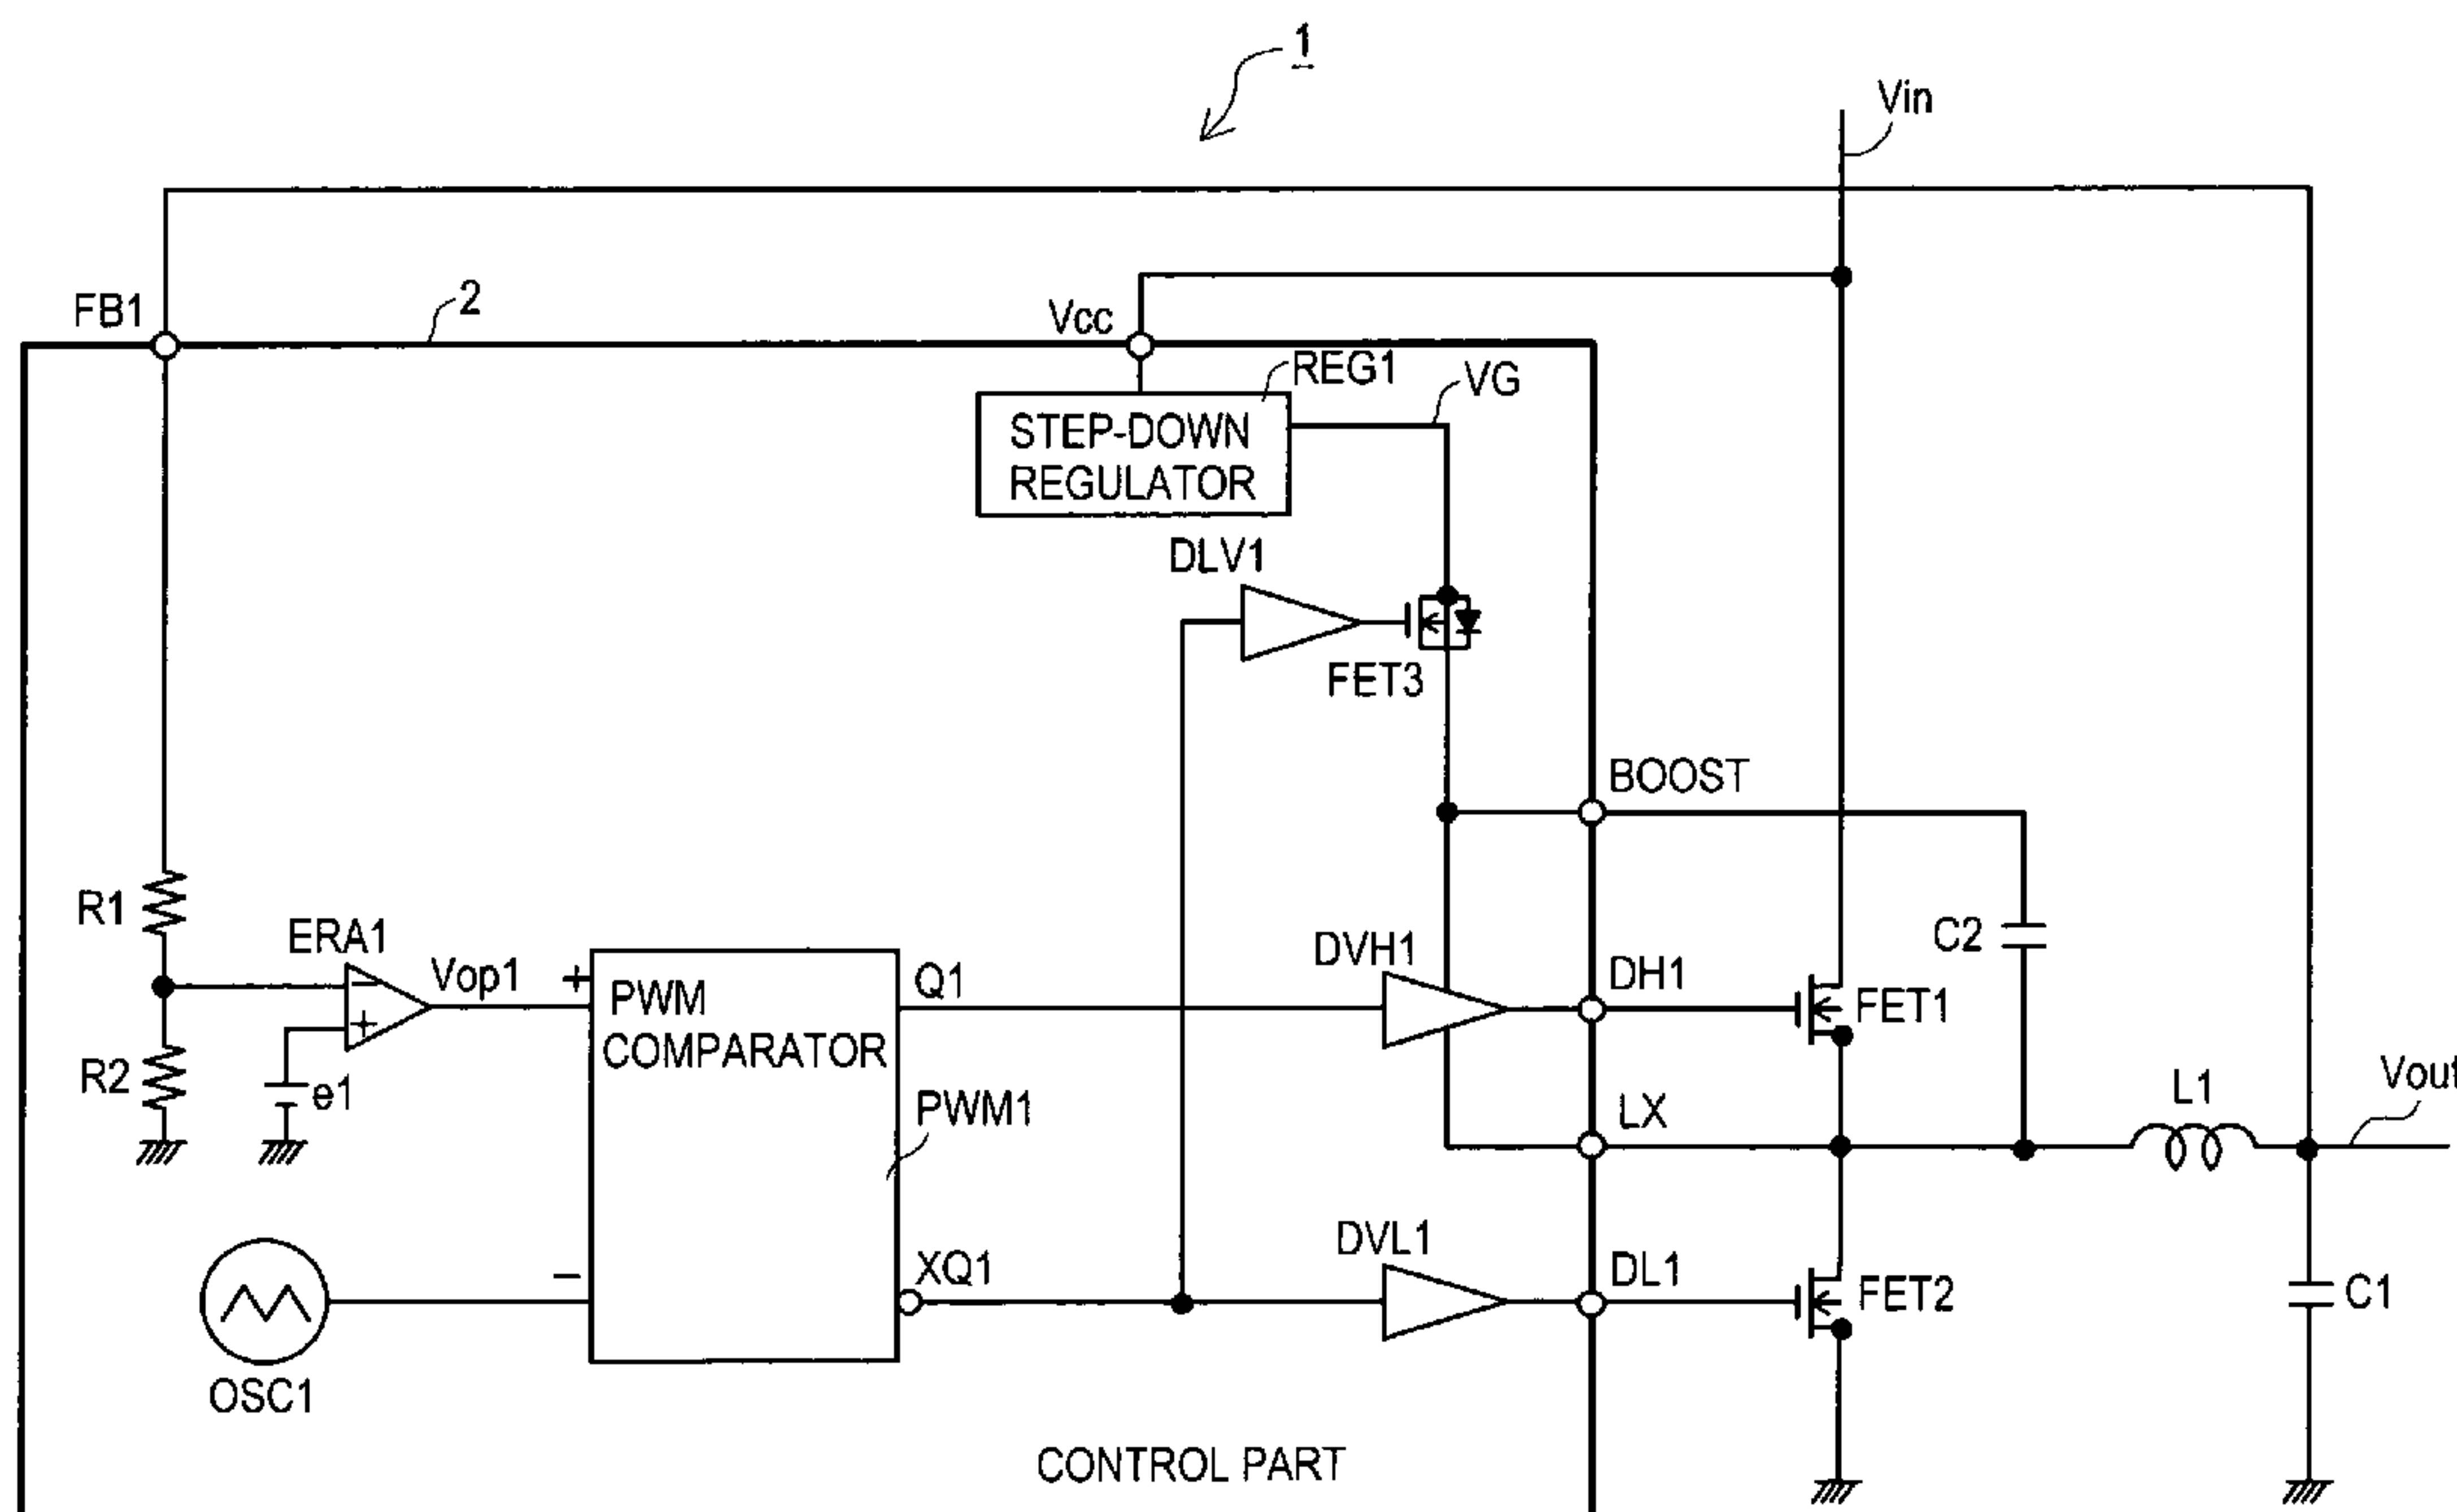 1
Vin
FB1
2
Vcc
REG1
VG
STEP-DOWN
REGULATOR
DLV1
FET3
BOOST
R1
ERA1
Vop1
+
PWM
COMPARATOR
Q1
DVH1
DH1
FET1
C2
−
+
R2
e1
PWM1
LX
L1
Vout
−
XQ1
DVL1
DL1
FET2
C1
OSC1
CONTROL PART